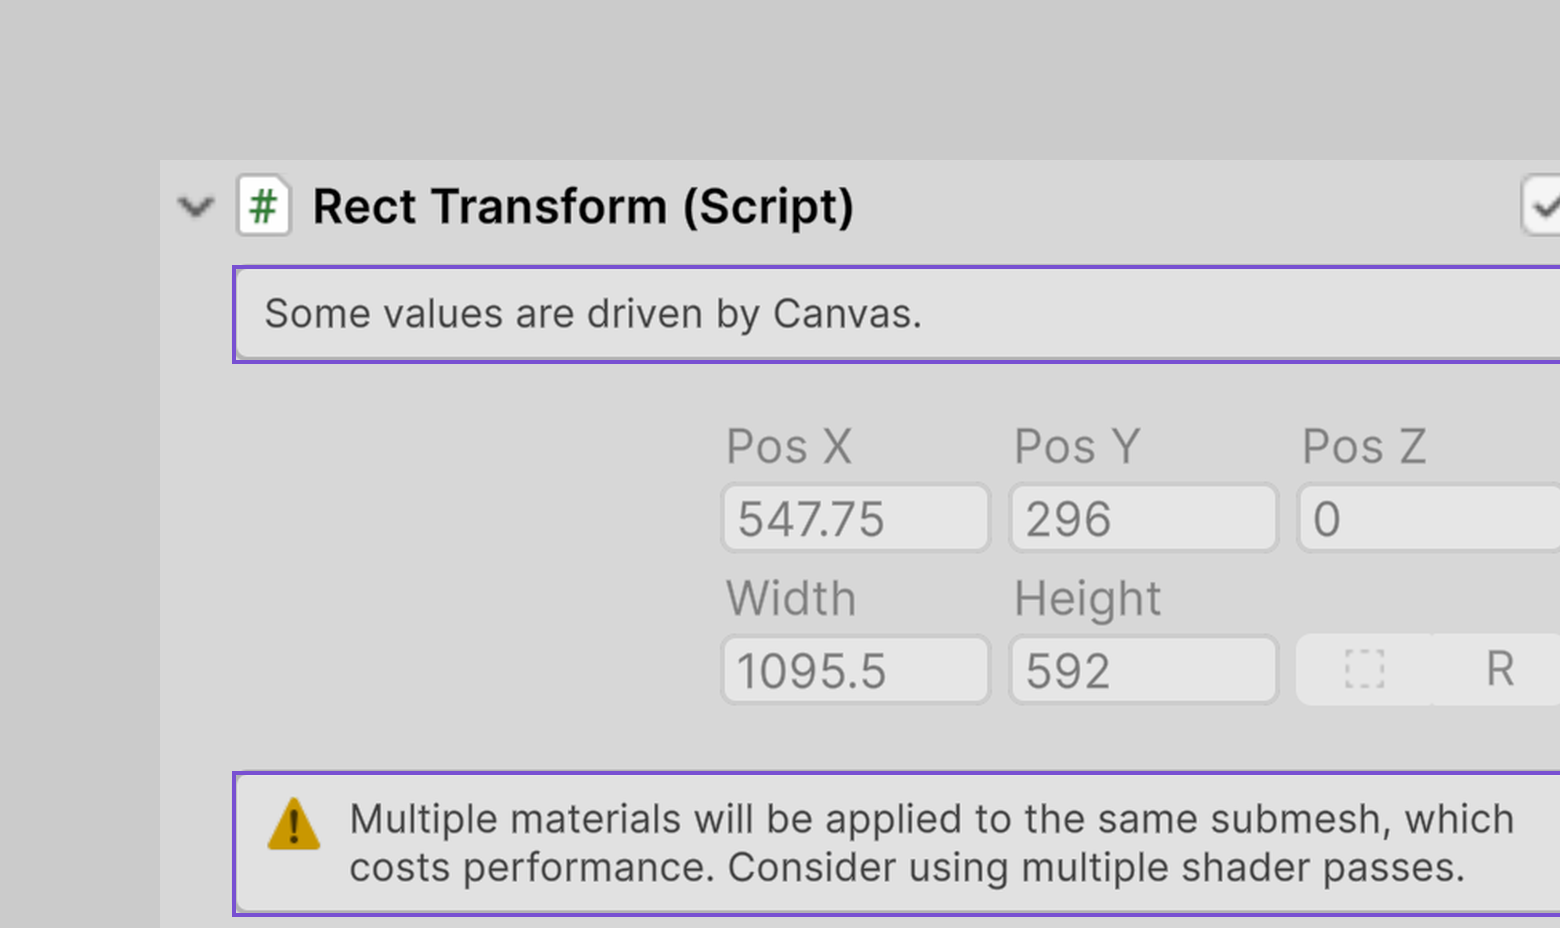 # Rect Transform (Script)
Some values are driven by Canvas.
Pos X Pos Y Pos Z
547.75 296 0
Width Height
1095.5 592 R
Multiple materials will be applied to the same submesh, which
costs performance. Consider using multiple shader passes.